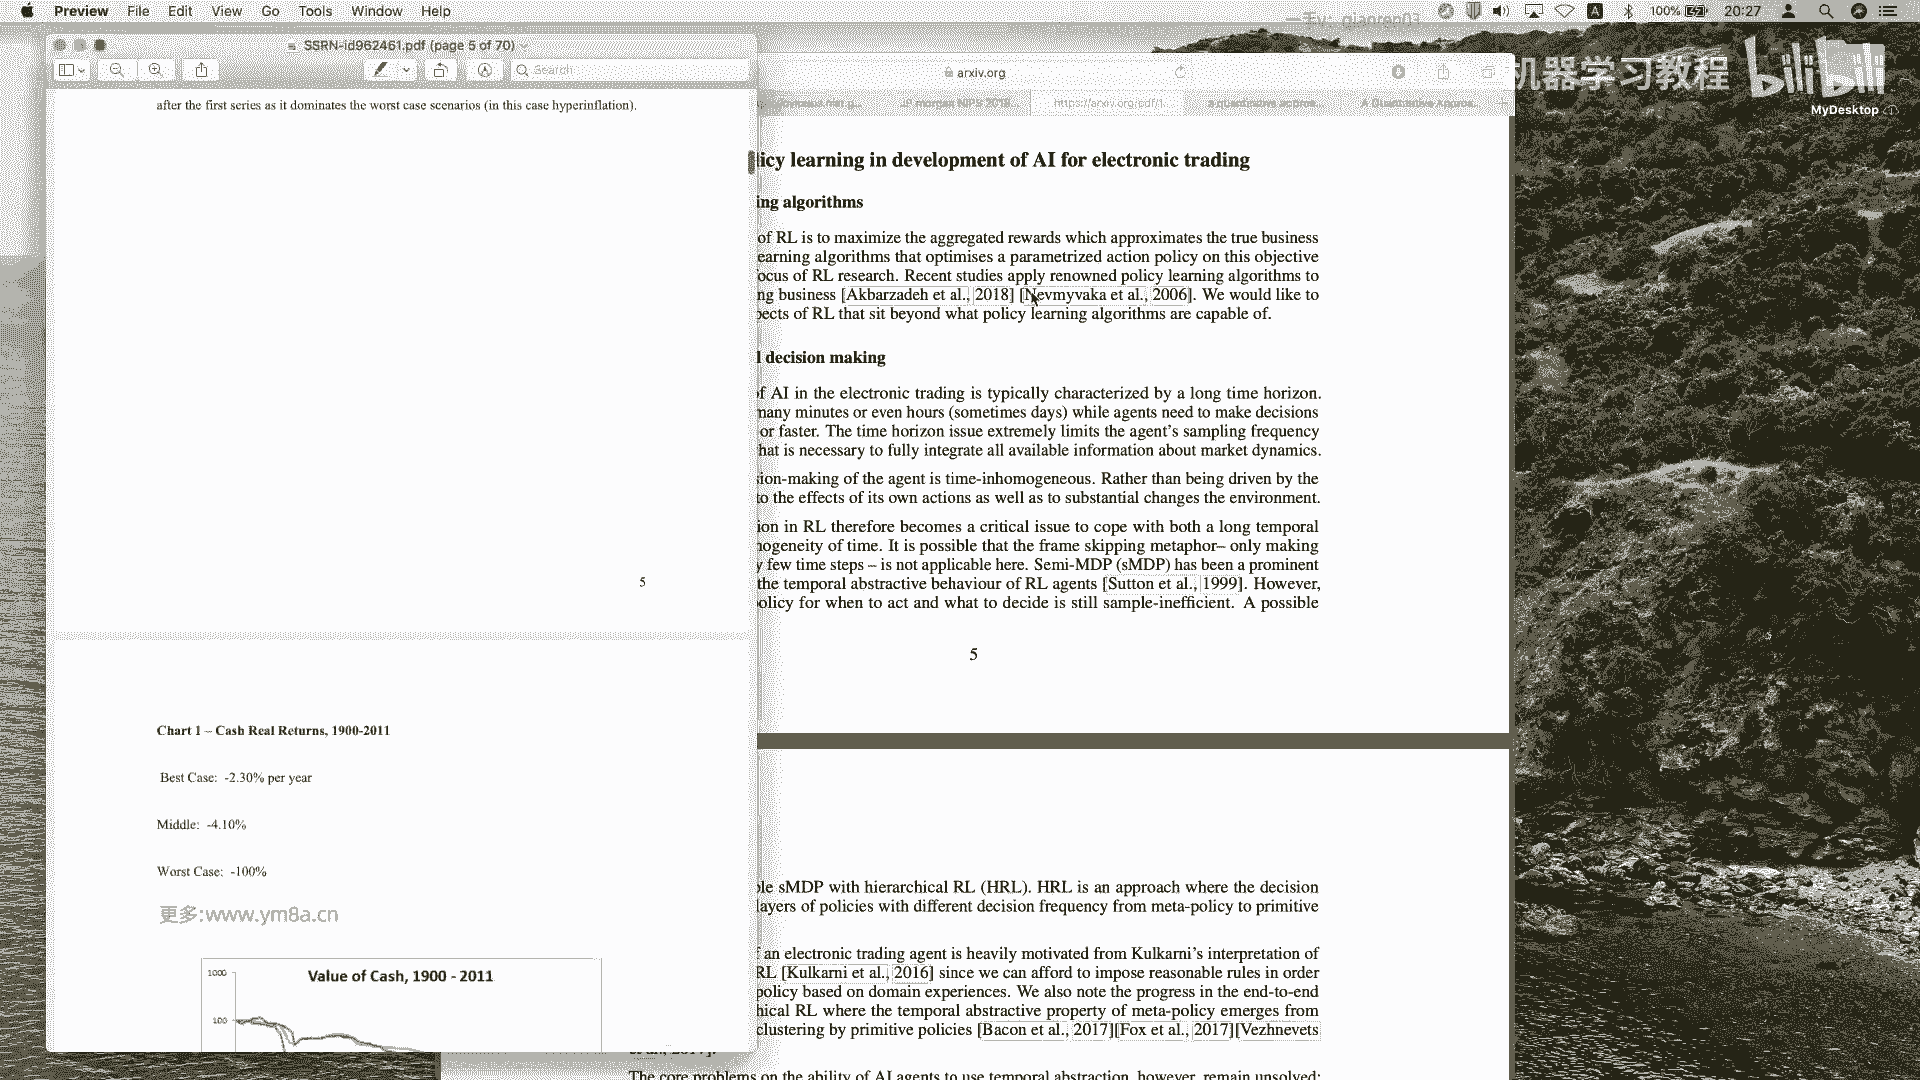 Preview File Edit View Go Tools Window Help
100%
20:27
SSRN-id962461.pdf (page 5 of 70)
Search
after the first series as it dominates the worst case scenarios (in this case hyperinflation).
5
Chart 1 – Cash Real Returns, 1900-2011
Best Case: -2.30% per year
Middle: -4.10%
Worst Case: -100%
更多:www.ym8a.cn
Value of Cash, 1900 - 2011
1000
100
arxiv.org
JP morgan NIPS 2018...
https://arxiv.org/pdf/1...
a quantitative approa...
A Quantitative Approa...
icy learning in development of AI for electronic trading
ing algorithms
of RL is to maximize the aggregated rewards which approximates the true business
earning algorithms that optimises a parametrized action policy on this objective
ocus of RL research. Recent studies apply renowned policy learning algorithms to
ng business [Akbarzadeh et al., 2018] [Nevmyvaka et al., 2006]. We would like to
pects of RL that sit beyond what policy learning algorithms are capable of.
l decision making
f AI in the electronic trading is typically characterized by a long time horizon.
many minutes or even hours (sometimes days) while agents need to make decisions
or faster. The time horizon issue extremely limits the agent's sampling frequency
hat is necessary to fully integrate all available information about market dynamics.
sion-making of the agent is time-inhomogeneous. Rather than being driven by the
to the effects of its own actions as well as to substantial changes the environment.
ion in RL therefore becomes a critical issue to cope with both a long temporal
nogeneity of time. It is possible that the frame skipping metaphor– only making
y few time steps – is not applicable here. Semi-MDP (sMDP) has been a prominent
the temporal abstractive behaviour of RL agents [Sutton et al., 1999]. However,
policy for when to act and what to decide is still sample-inefficient. A possible
5
ble sMDP with hierarchical RL (HRL). HRL is an approach where the decision
layers of policies with different decision frequency from meta-policy to primitive
f an electronic trading agent is heavily motivated from Kulkarni's interpretation of
RL [Kulkarni et al., 2016] since we can afford to impose reasonable rules in order
policy based on domain experiences. We also note the progress in the end-to-end
hical RL where the temporal abstractive property of meta-policy emerges from
clustering by primitive policies [Bacon et al., 2017][Fox et al., 2017][Vezhnevets
The core problems on the ability of AI agents to use temporal abstraction, however, remain unsolved:
机器学习教程
bilibili
MyDesktop